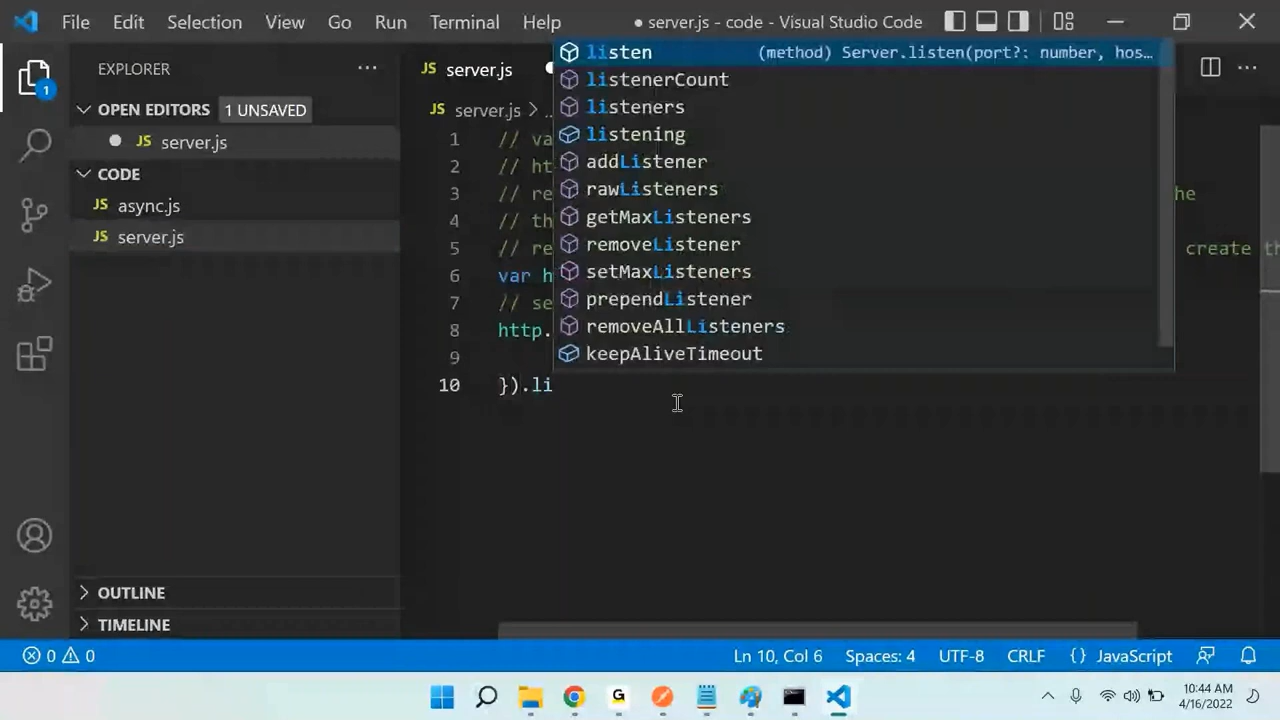 File Edit Selection View Go Run Terminal Help ● server.js - code - Visual Studio Code
EXPLORER ...
OPEN EDITORS 1 UNSAVED
JS server.js
CODE
JS async.js
JS server.js
OUTLINE
TIMELINE
JS server.js
JS server.js > ...
1 // va
2 // ht
3 // re he
4 // th
5 // re create th
6 var h
7 // se
8 http.
9
10 }).li
listen (method) Server.listen(port?: number, hos...
listenerCount
listeners
listening
addListener
rawListeners
getMaxListeners
removeListener
setMaxListeners
prependListener
removeAllListeners
keepAliveTimeout
1
0 0 Ln 10, Col 6 Spaces: 4 UTF-8 CRLF {} JavaScript
G 10:44 AM
4/16/2022